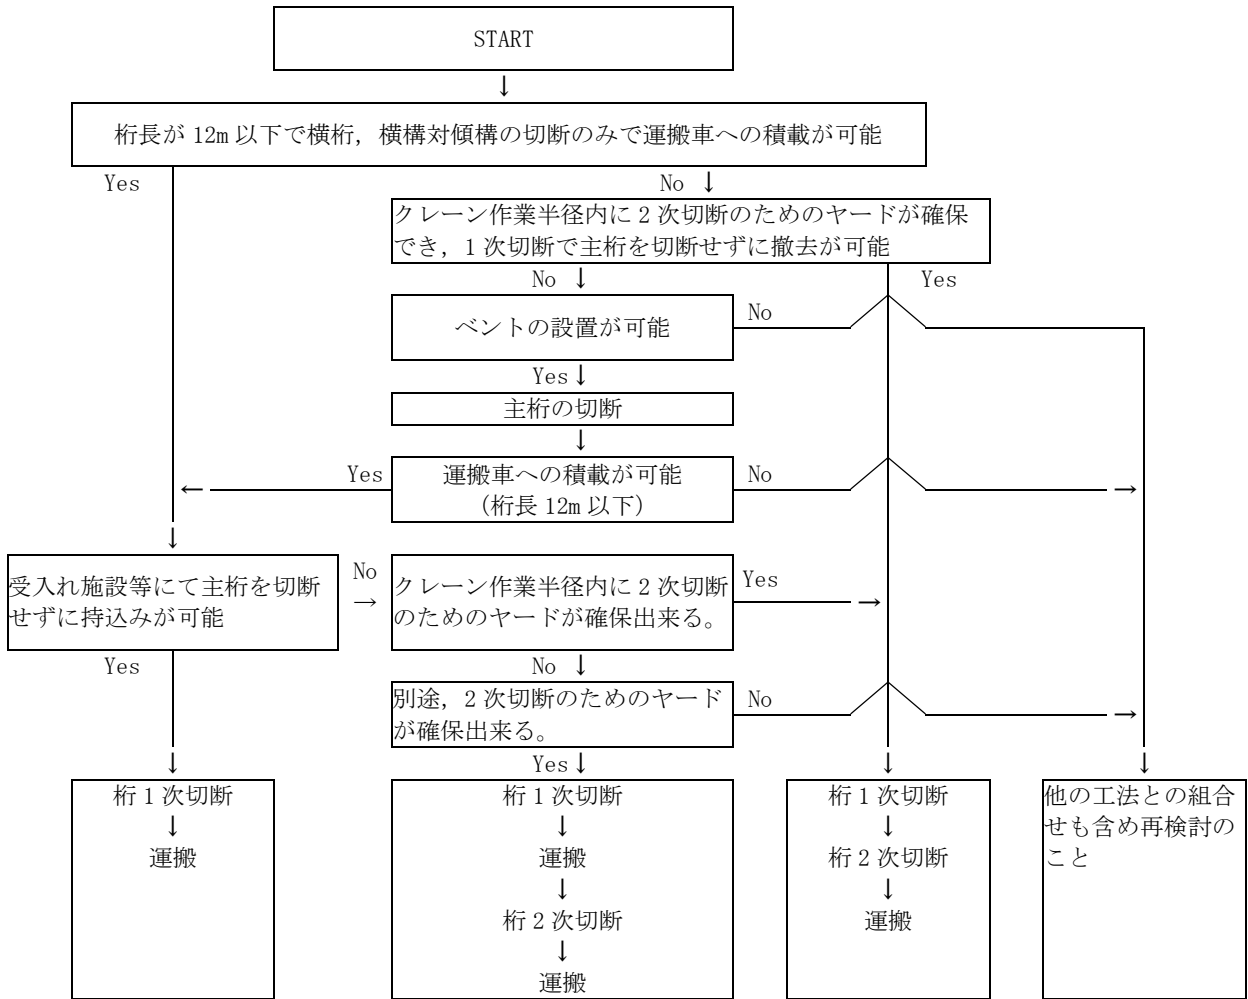 START
↓
桁長が 12m 以下で横桁，横構対傾構の切断のみで運搬車への積載が可能
Yes
No ↓
クレーン作業半径内に 2 次切断のためのヤードが確保
でき，1 次切断で主桁を切断せずに撤去が可能
No ↓
Yes
ベントの設置が可能
No
Yes ↓
主桁の切断
↓
Yes
運搬車への積載が可能
No
←
（桁長 12m 以下）
→
↓
受入れ施設等にて主桁を切断
せずに持込みが可能
No
→
クレーン作業半径内に 2 次切断
のためのヤードが確保出来る。
Yes
→
Yes
No ↓
別途，2 次切断のためのヤード
が確保出来る。
No
→
↓
Yes ↓
↓
↓
桁 1 次切断
↓
運搬
桁 1 次切断
↓
運搬
↓
桁 2 次切断
↓
運搬
桁 1 次切断
↓
桁 2 次切断
↓
運搬
他の工法との組合
せも含め再検討の
こと